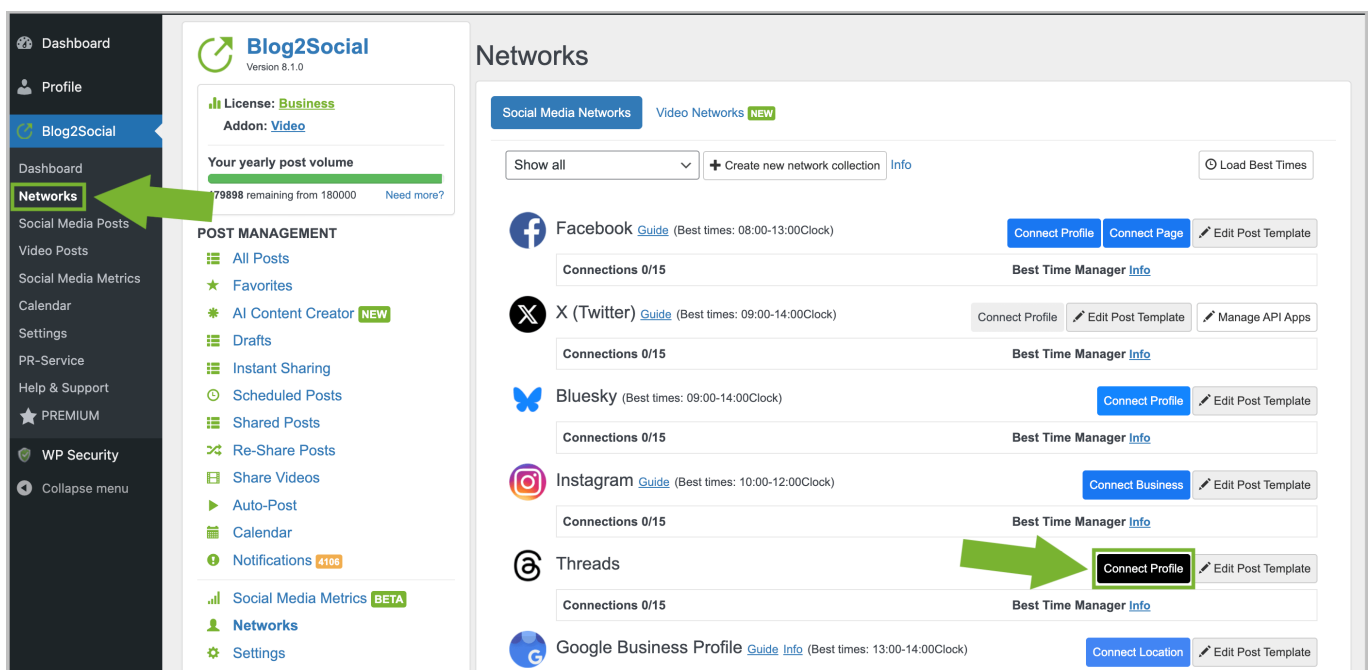 Dashboard
Profile
Blog2Social
Dashboard
Networks
Social Media Posts
Video Posts
Social Media Metrics
Calendar
Settings
PR-Service
Help & Support
PREMIUM
WP Security
Collapse menu
Blog2Social
Version 8.1.0
License: Business
Addon: Video
Your yearly post volume
79898 remaining from 180000 Need more?
POST MANAGEMENT
All Posts
Favorites
AI Content Creator NEW
Drafts
Instant Sharing
Scheduled Posts
Shared Posts
Re-Share Posts
Share Videos
Auto-Post
Calendar
Notifications 4106
Social Media Metrics BETA
Networks
Settings
Networks
Social Media Networks Video Networks NEW
Show all Create new network collection Info Load Best Times
Facebook Guide (Best times: 08:00-13:00Clock) Connect Profile Connect Page Edit Post Template
Connections 0/15 Best Time Manager Info
X (Twitter) Guide (Best times: 09:00-14:00Clock) Connect Profile Edit Post Template Manage API Apps
Connections 0/15 Best Time Manager Info
Bluesky (Best times: 09:00-14:00Clock) Connect Profile Edit Post Template
Connections 0/15 Best Time Manager Info
Instagram Guide (Best times: 10:00-12:00Clock) Connect Business Edit Post Template
Connections 0/15 Best Time Manager Info
Threads Connect Profile Edit Post Template
Connections 0/15 Best Time Manager Info
Google Business Profile Guide Info (Best times: 13:00-14:00Clock) Connect Location Edit Post Template